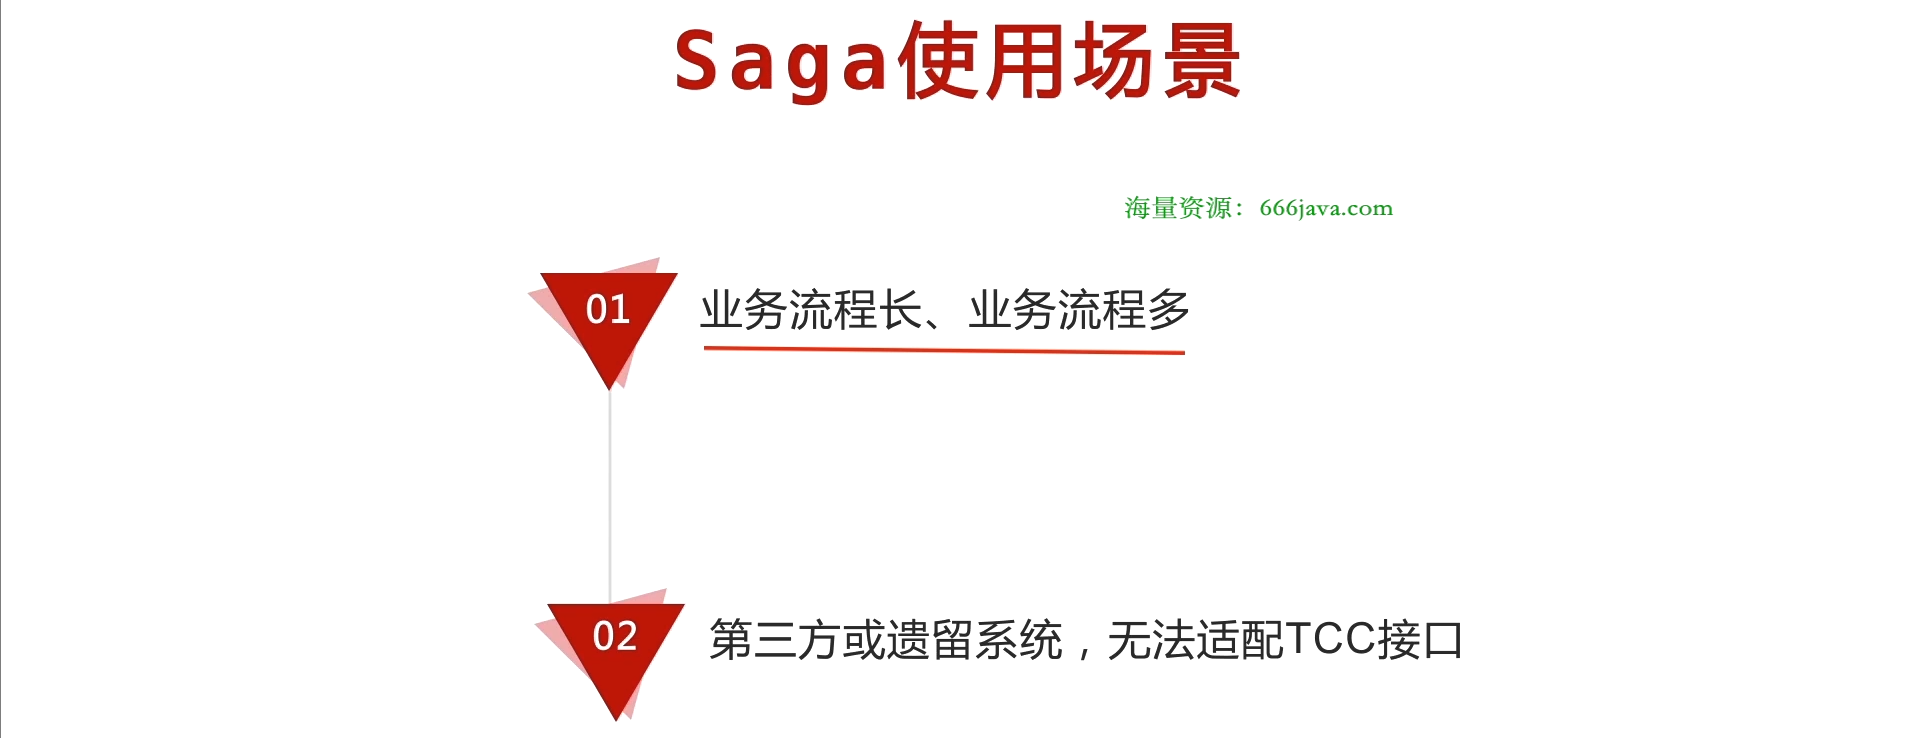 Saga使用场景
海量资源：666java.com
01 业务流程长、业务流程多
02 第三方或遗留系统，无法适配TCC接口